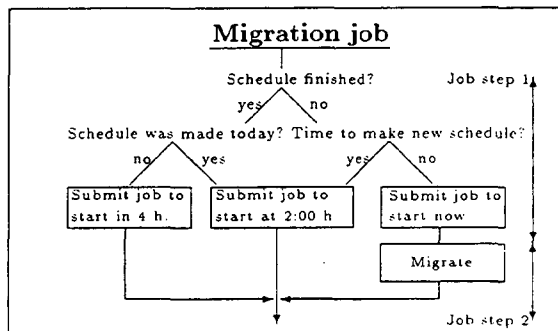 Migration job
Schedule finished?
Job step 1
yes no
Schedule was made today? Time to make new schedule?
no yes yes no
Submit job to
start in 4 h.
Submit job to
start at 2:00 h
Submit job to
start now
Migrate
Job step 2